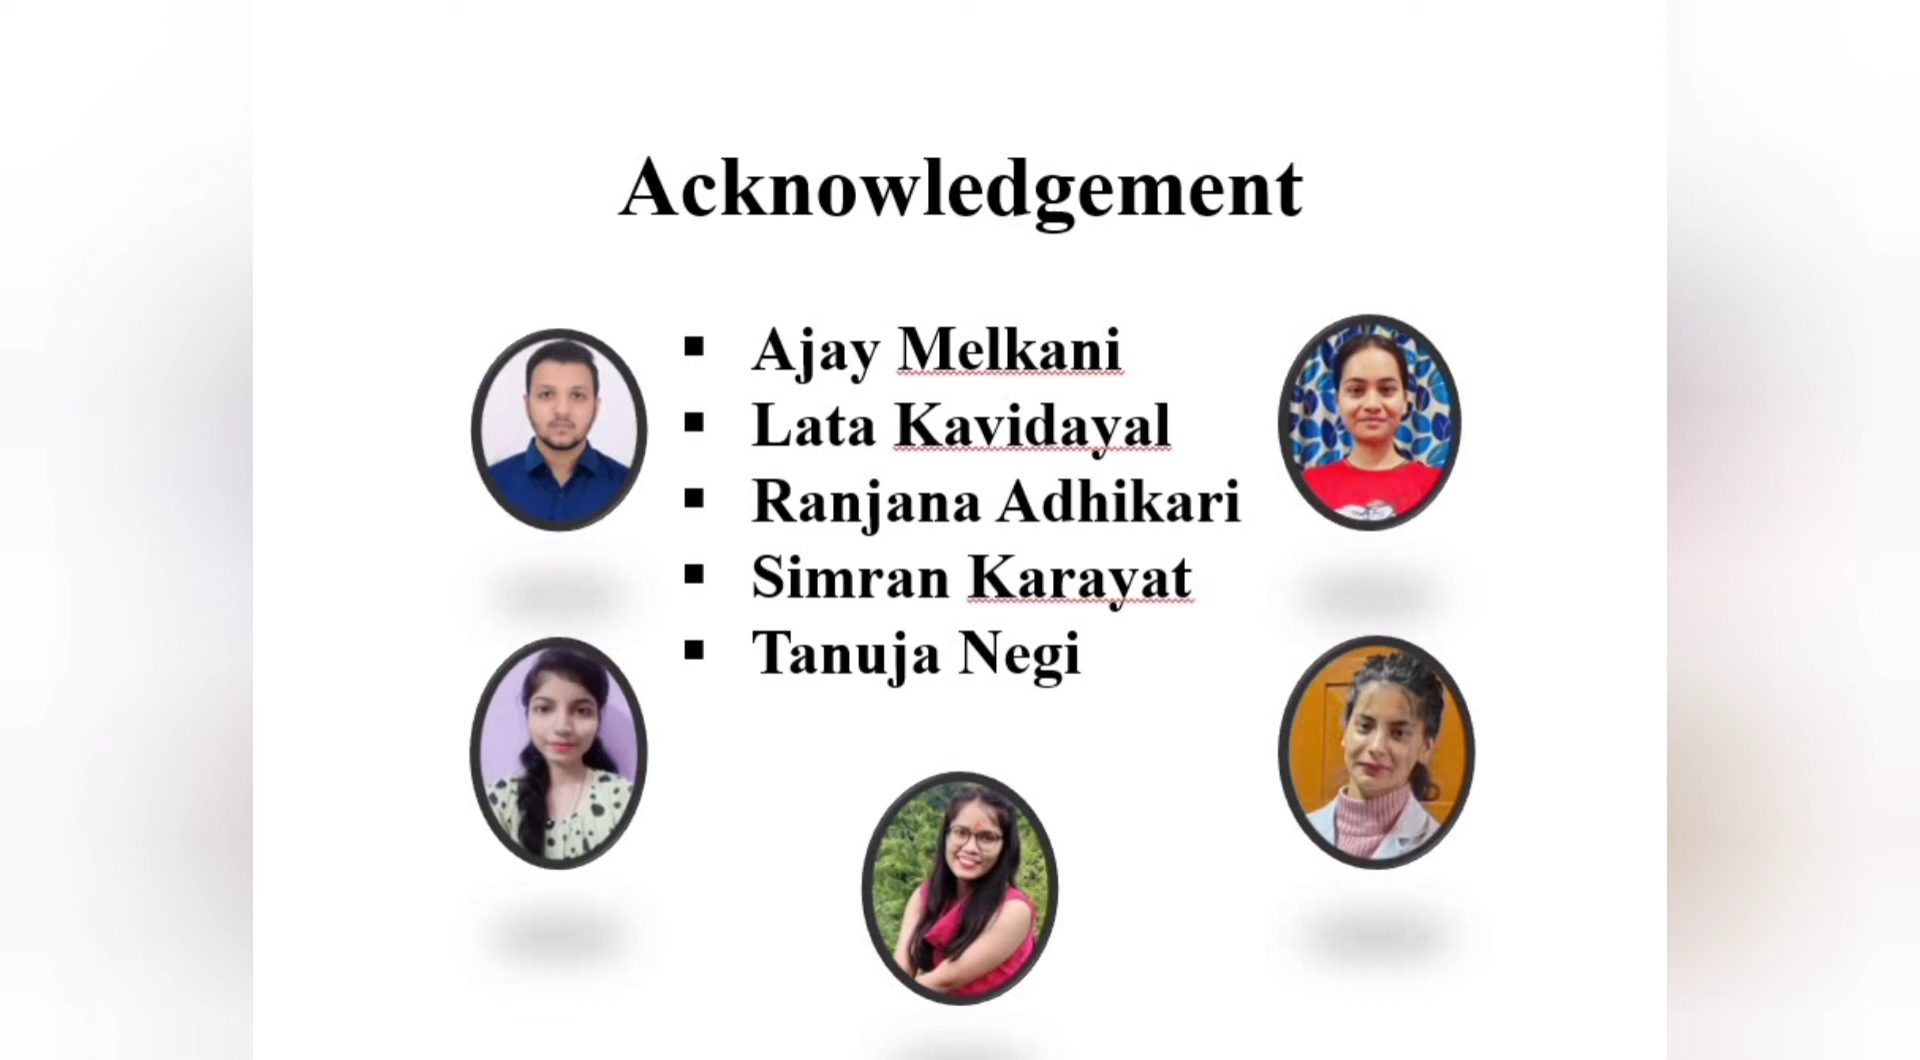 Acknowledgement
▪ Ajay Melkani
▪ Lata Kavidayal
▪ Ranjana Adhikari
▪ Simran Karayat
▪ Tanuja Negi